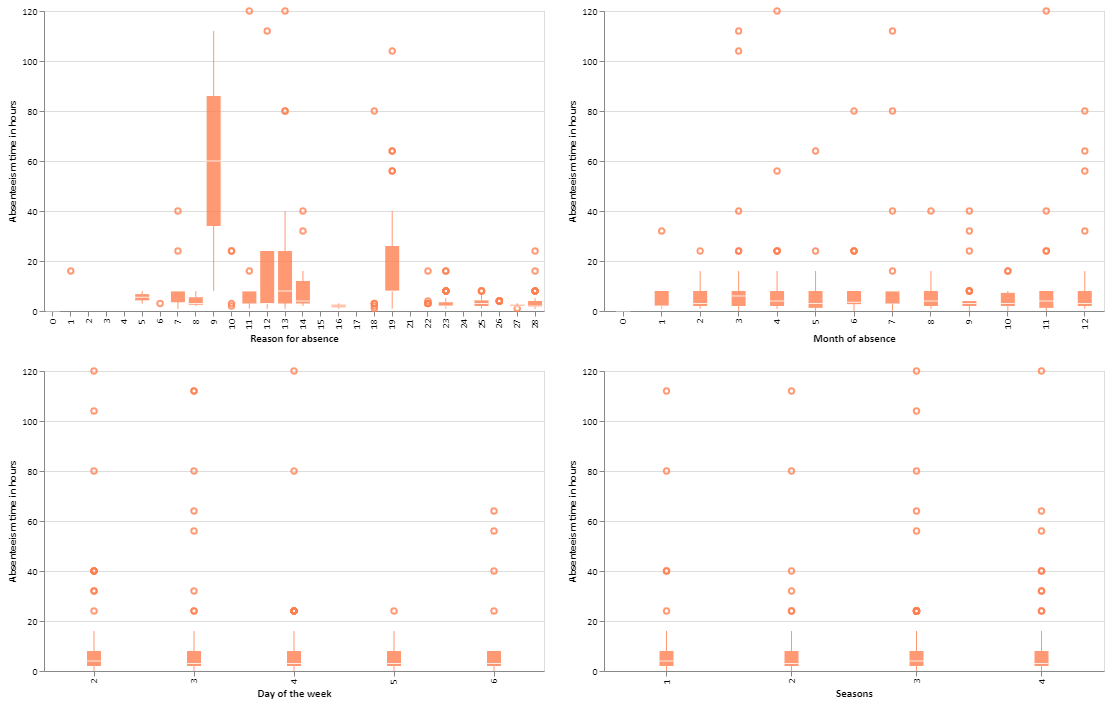 120
100
80
60
40
20
0
Absenteeism time in hours
0 1 2 3 4 5 6 7 8 9 10 11 12 13 14 15 16 17 18 19 21 22 23 24 25 26 27 28
Reason for absence
120
100
80
60
40
20
0
Absenteeism time in hours
0 1 2 3 4 5 6 7 8 9 10 11 12
Month of absence
120
100
80
60
40
20
0
Absenteeism time in hours
2 3 4 5 6
Day of the week
120
100
80
60
40
20
0
Absenteeism time in hours
1 2 3 4
Seasons